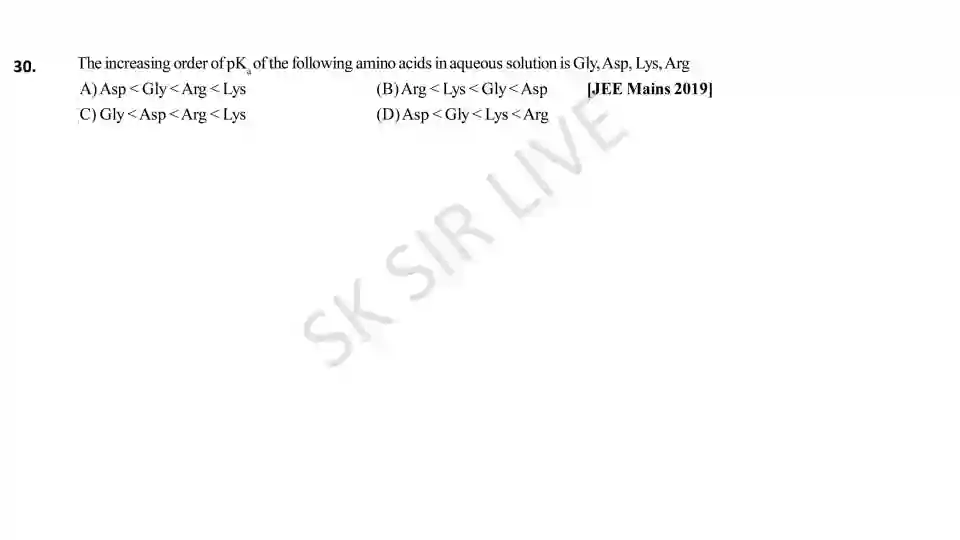 30. The increasing order of pKa of the following amino acids in aqueous solution is Gly, Asp, Lys, Arg
A) Asp < Gly < Arg < Lys (B) Arg < Lys < Gly < Asp [JEE Mains 2019]
C) Gly < Asp < Arg < Lys (D) Asp < Gly < Lys < Arg
SK SIR LIVE